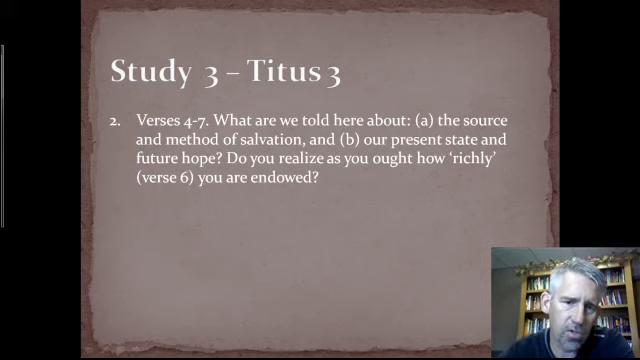 Study 3 – Titus 3
2. Verses 4-7. What are we told here about: (a) the source
and method of salvation, and (b) our present state and
future hope? Do you realize as you ought how ‘richly’
(verse 6) you are endowed?